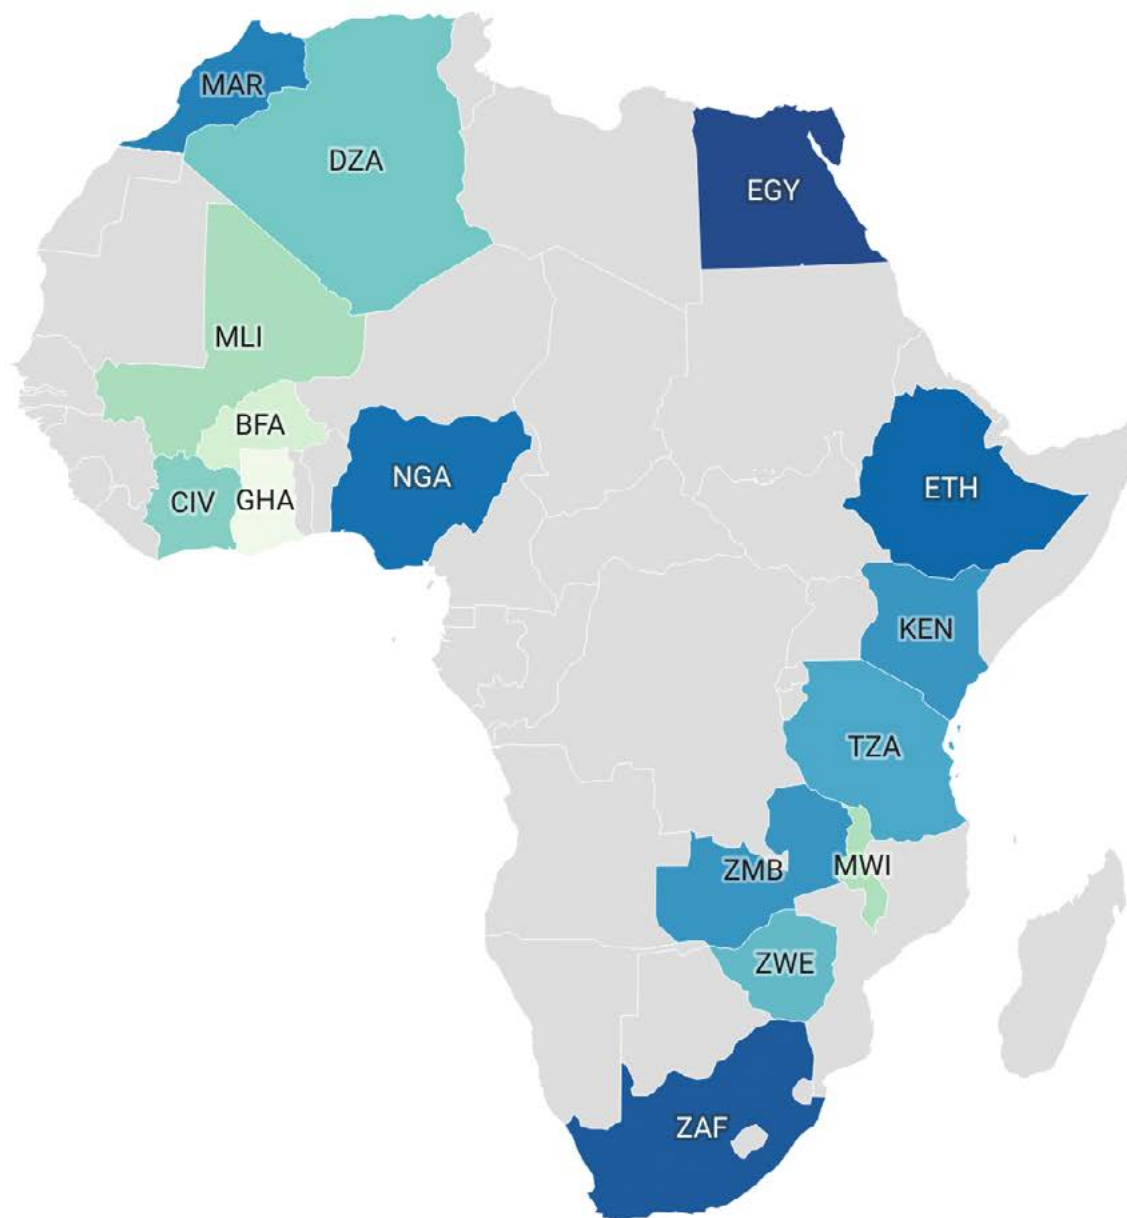 MAR
DZA
EGY
MLI
BFA
CIV
GHA
NGA
ETH
KEN
TZA
ZMB
MWI
ZWE
ZAF